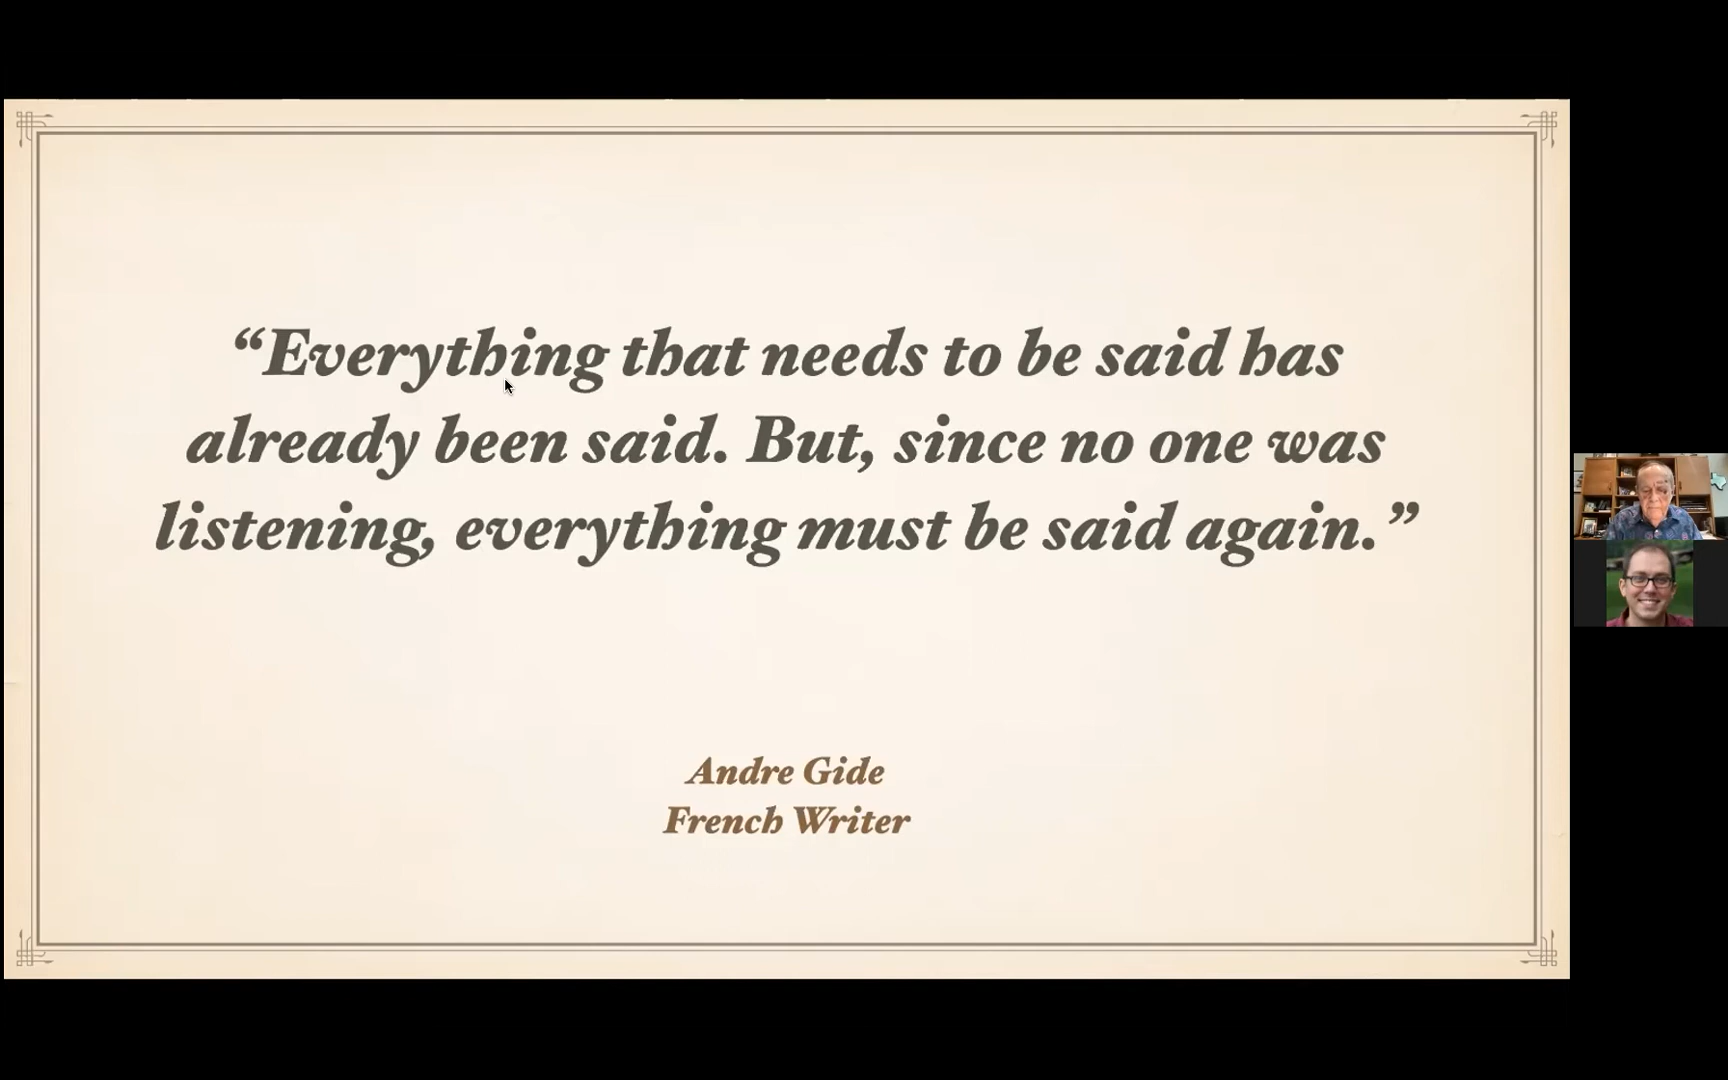 “Everything that needs to be said has
already been said. But, since no one was
listening, everything must be said again.”
Andre Gide
French Writer